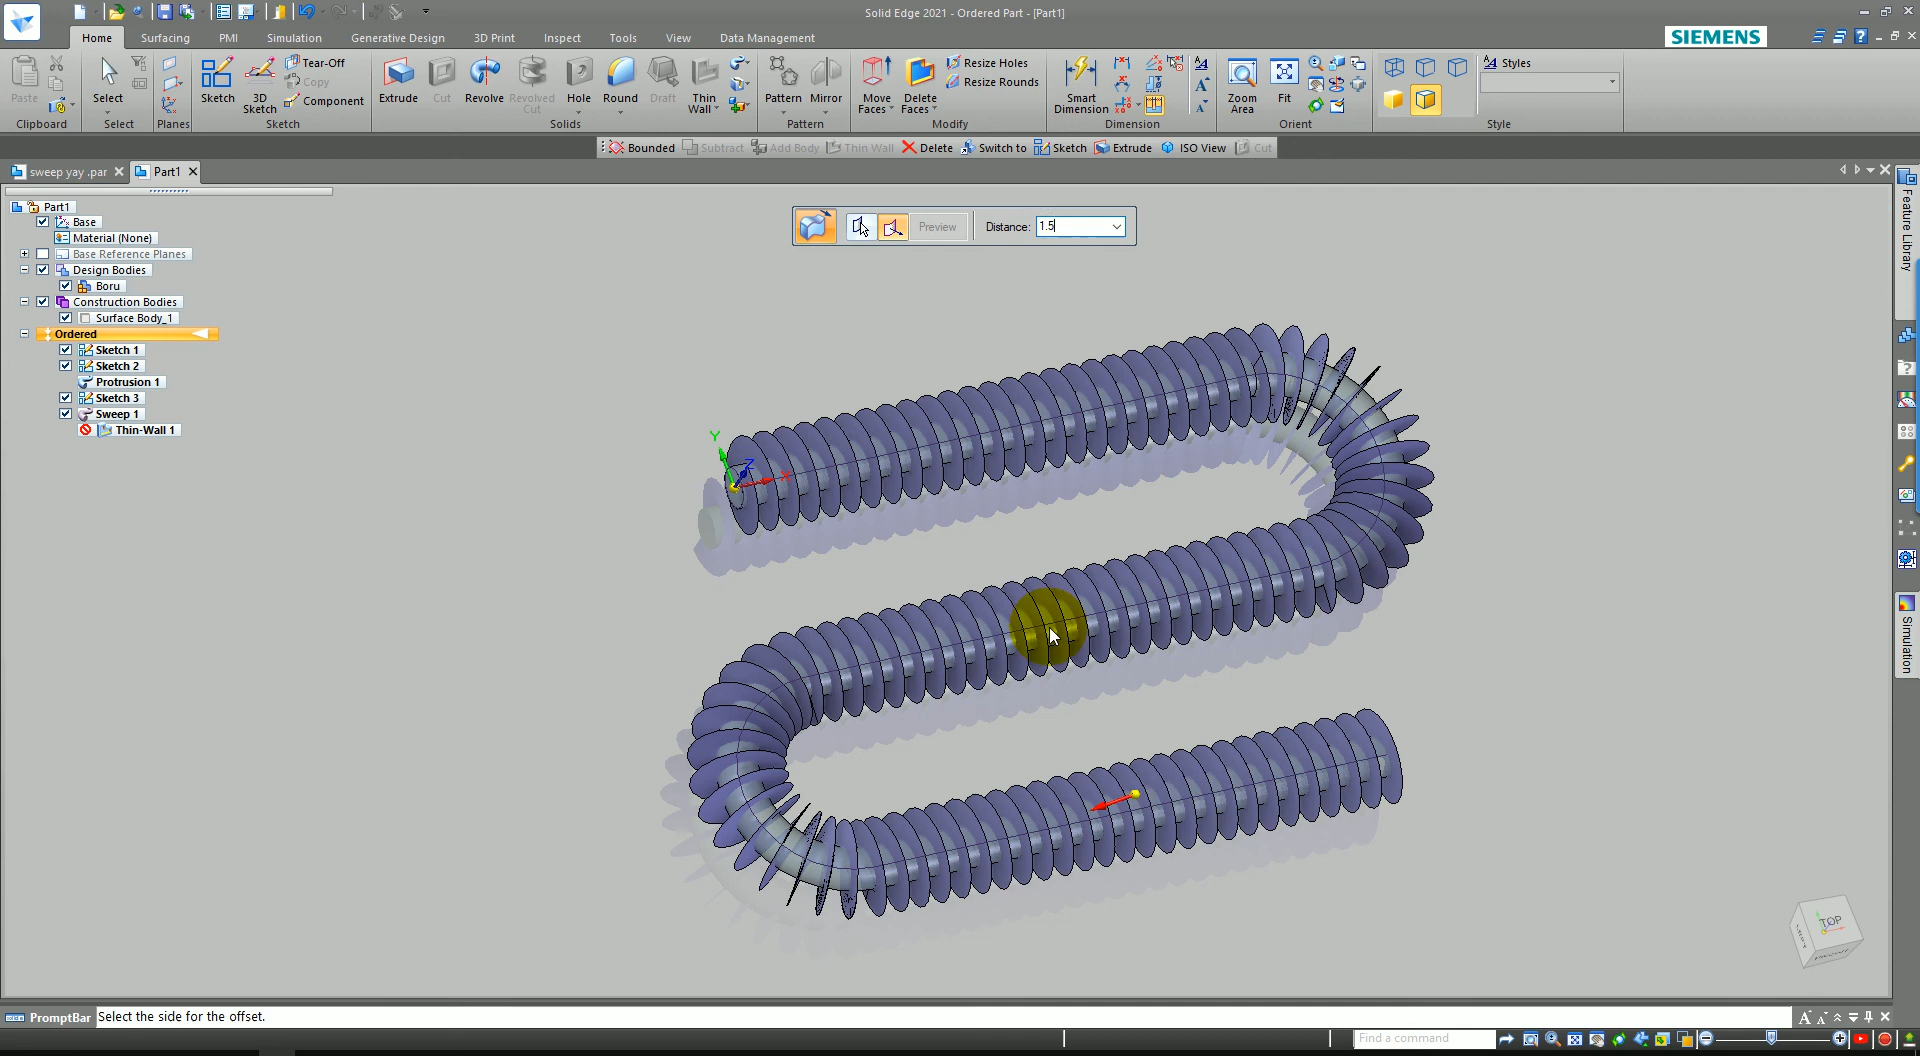 Solid Edge 2021 - Ordered Part - [Part1]
Home
Surfacing
PMI
Simulation
Generative Design
3D Print
Inspect
Tools
View
Data Management
SIEMENS
Paste
Clipboard
Select
Select
Planes
Sketch
3D Sketch
Tear-Off
Copy
Component
Sketch
Extrude
Cut
Revolve
Revolved Cut
Hole
Round
Draft
Thin Wall
Solids
Pattern
Mirror
Pattern
Move Faces
Delete Faces
Resize Holes
Resize Rounds
Modify
Smart Dimension
Dimension
Zoom Area
Fit
Orient
Styles
Style
Bounded
Subtract
Add Body
Thin Wall
Delete
Switch to
Sketch
Extrude
ISO View
Cut
sweep yay .par
Part1
Part1
Base
Material (None)
Base Reference Planes
Design Bodies
Boru
Construction Bodies
Surface Body_1
Ordered
Sketch 1
Sketch 2
Protrusion 1
Sketch 3
Sweep 1
Thin-Wall 1
Preview
Distance:
1.5
Y
Z
X
Feature Library
Simulation
TOP
PromptBar
Select the side for the offset.
Find a command